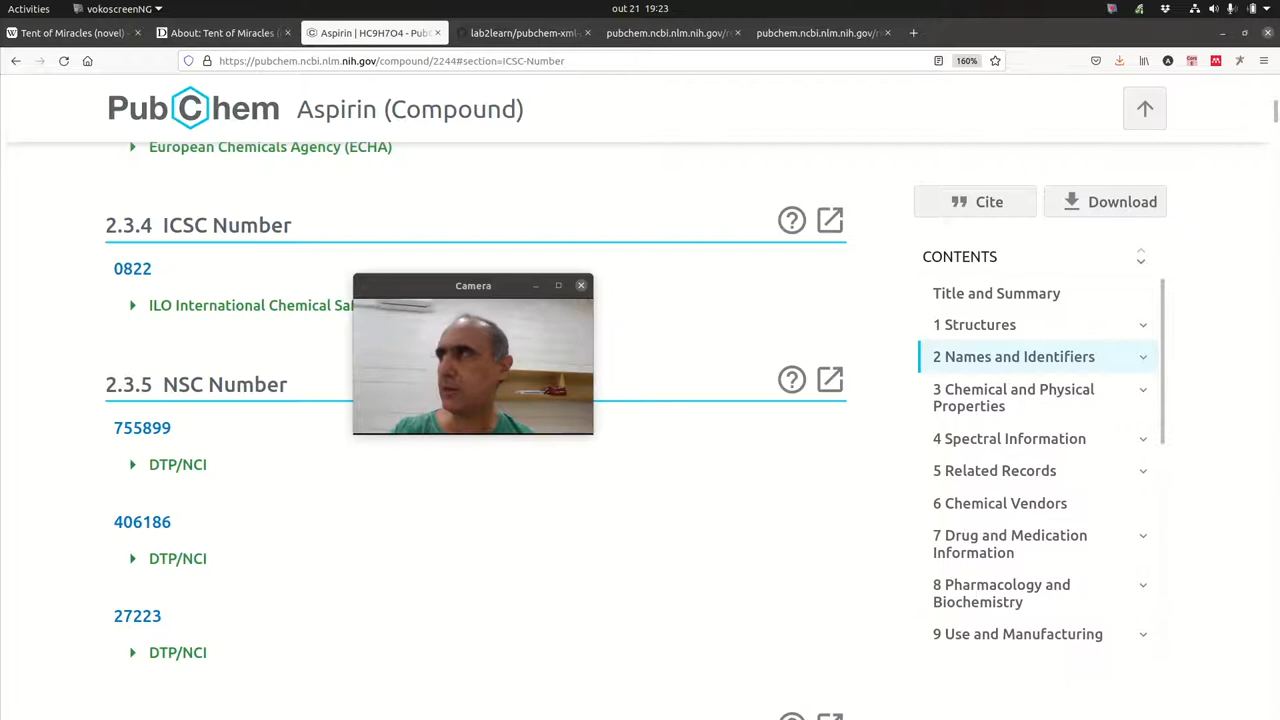 Activities vokoscreenNG out 21 19:23
Tent of Miracles (novel) - × About: Tent of Miracles ( × Aspirin | HC9H7O4 - PubC × lab2learn/pubchem-xml- × pubchem.ncbi.nlm.nih.gov/r × pubchem.ncbi.nlm.nih.gov/r × +
https://pubchem.ncbi.nlm.nih.gov/compound/2244#section=ICSC-Number 160%
PubChem Aspirin (Compound)
European Chemicals Agency (ECHA)
Cite Download
2.3.4 ICSC Number
CONTENTS
0822
Camera
Title and Summary
ILO International Chemical Sa
1 Structures
2 Names and Identifiers
2.3.5 NSC Number
3 Chemical and Physical
Properties
755899
4 Spectral Information
DTP/NCI
5 Related Records
6 Chemical Vendors
406186
7 Drug and Medication
Information
DTP/NCI
8 Pharmacology and
Biochemistry
27223
9 Use and Manufacturing
DTP/NCI